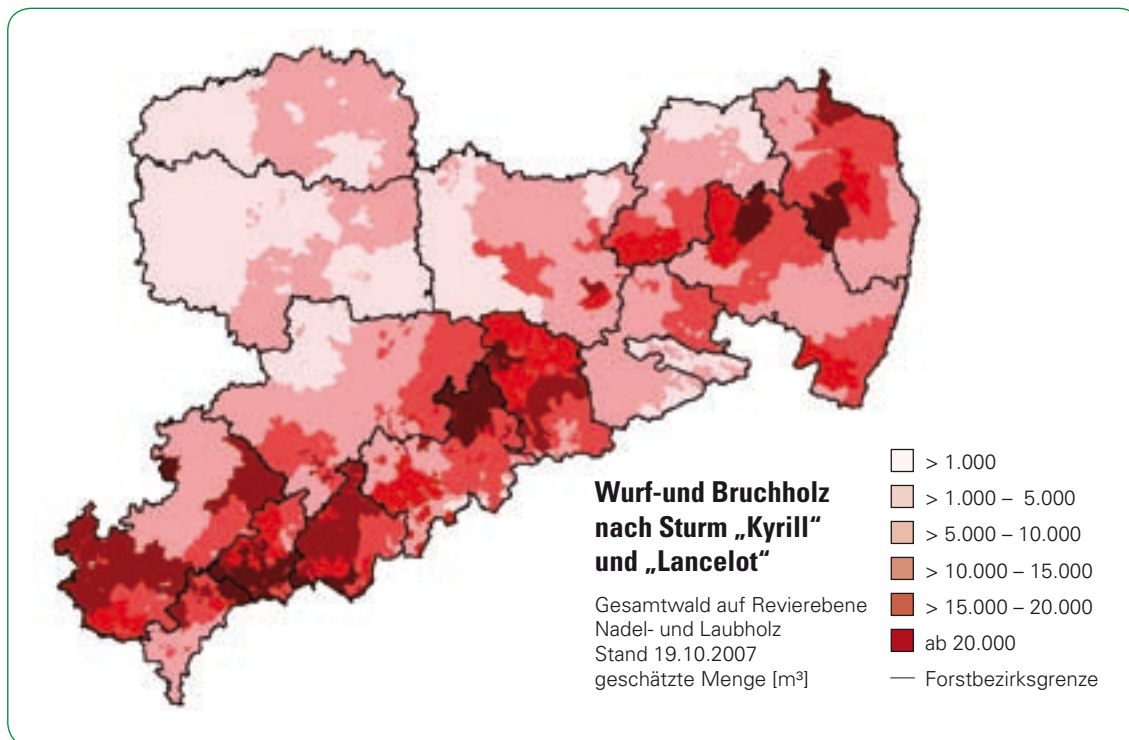 Wurf-und Bruchholz
nach Sturm „Kyrill“
und „Lancelot“
Gesamtwald auf Revierebene
Nadel- und Laubholz
Stand 19.10.2007
geschätzte Menge [m³]
> 1.000
> 1.000 – 5.000
> 5.000 – 10.000
> 10.000 – 15.000
> 15.000 – 20.000
ab 20.000
Forstbezirksgrenze